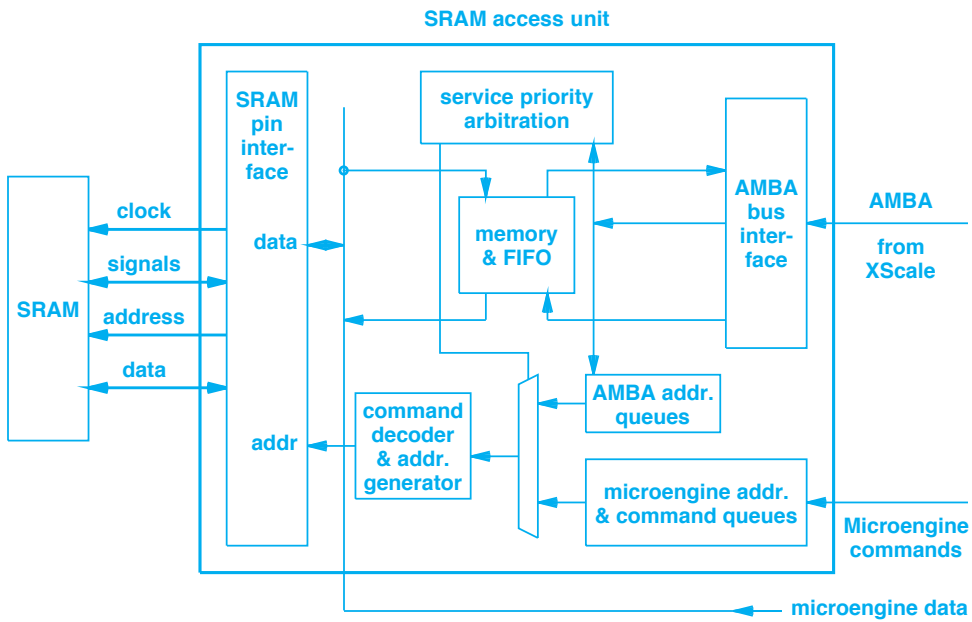 SRAM access unit
SRAM
pin
inter-
face
data
addr
service priority
arbitration
AMBA
bus
inter-
face
memory
& FIFO
clock
signals
address
data
SRAM
AMBA
from
XScale
command
decoder
& addr.
generator
AMBA addr.
queues
microengine addr.
& command queues
Microengine
commands
microengine data